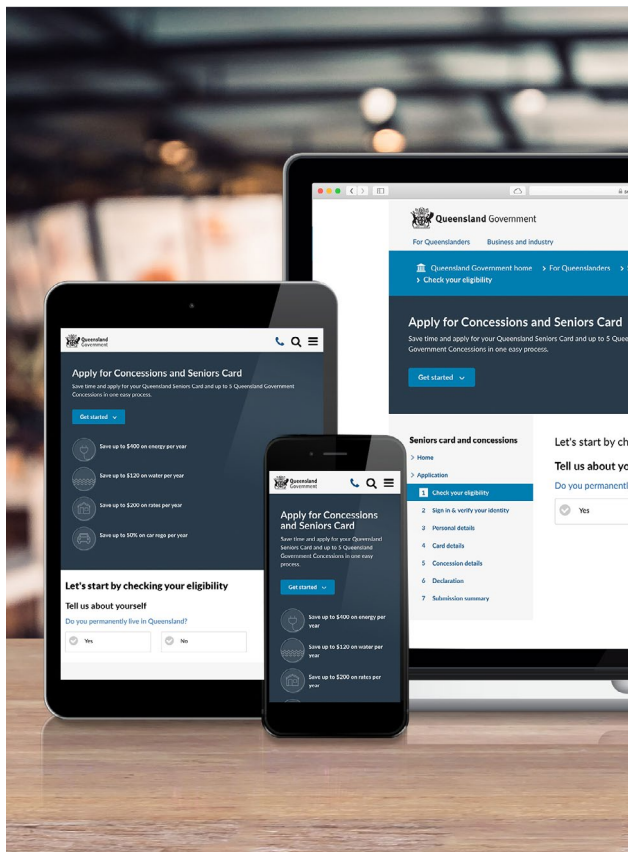 Queensland Government
For Queenslanders Business and industry
Queensland Government home > For Queenslanders >
> Check your eligibility
Apply for Concessions and Seniors Card
Save time and apply for your Queensland Seniors Card and up to 5
Government Concessions in one easy process.
Get started
Seniors card and concessions
> Home
> Application
1 Check your eligibility
2 Sign in & verify your identity
3 Personal details
4 Card details
5 Concession details
6 Declaration
7 Submission summary
Let's start by
Tell us about
Do you
Yes
Queensland
Government
Apply for Concessions and Seniors Card
Save time and apply for your Queensland Seniors Card and up to 5 Queensland Government
Concessions in one easy process.
Get started
Save up to $400 on energy per year
Save up to $120 on water per year
Save up to $200 on rates per year
Save up to 50% on car rego per year
Let's start by checking your eligibility
Tell us about yourself
Do you permanently live in Queensland?
Yes No
Queensland
Government
Apply for Concessions
and Seniors Card
Save time and apply for your Queensland
Seniors Card and up to 5 Queensland
Government Concessions in one easy
process.
Get started
Save up to $400 on energy per
year
Save up to $120 on water per
year
Save up to $200 on rates per
year